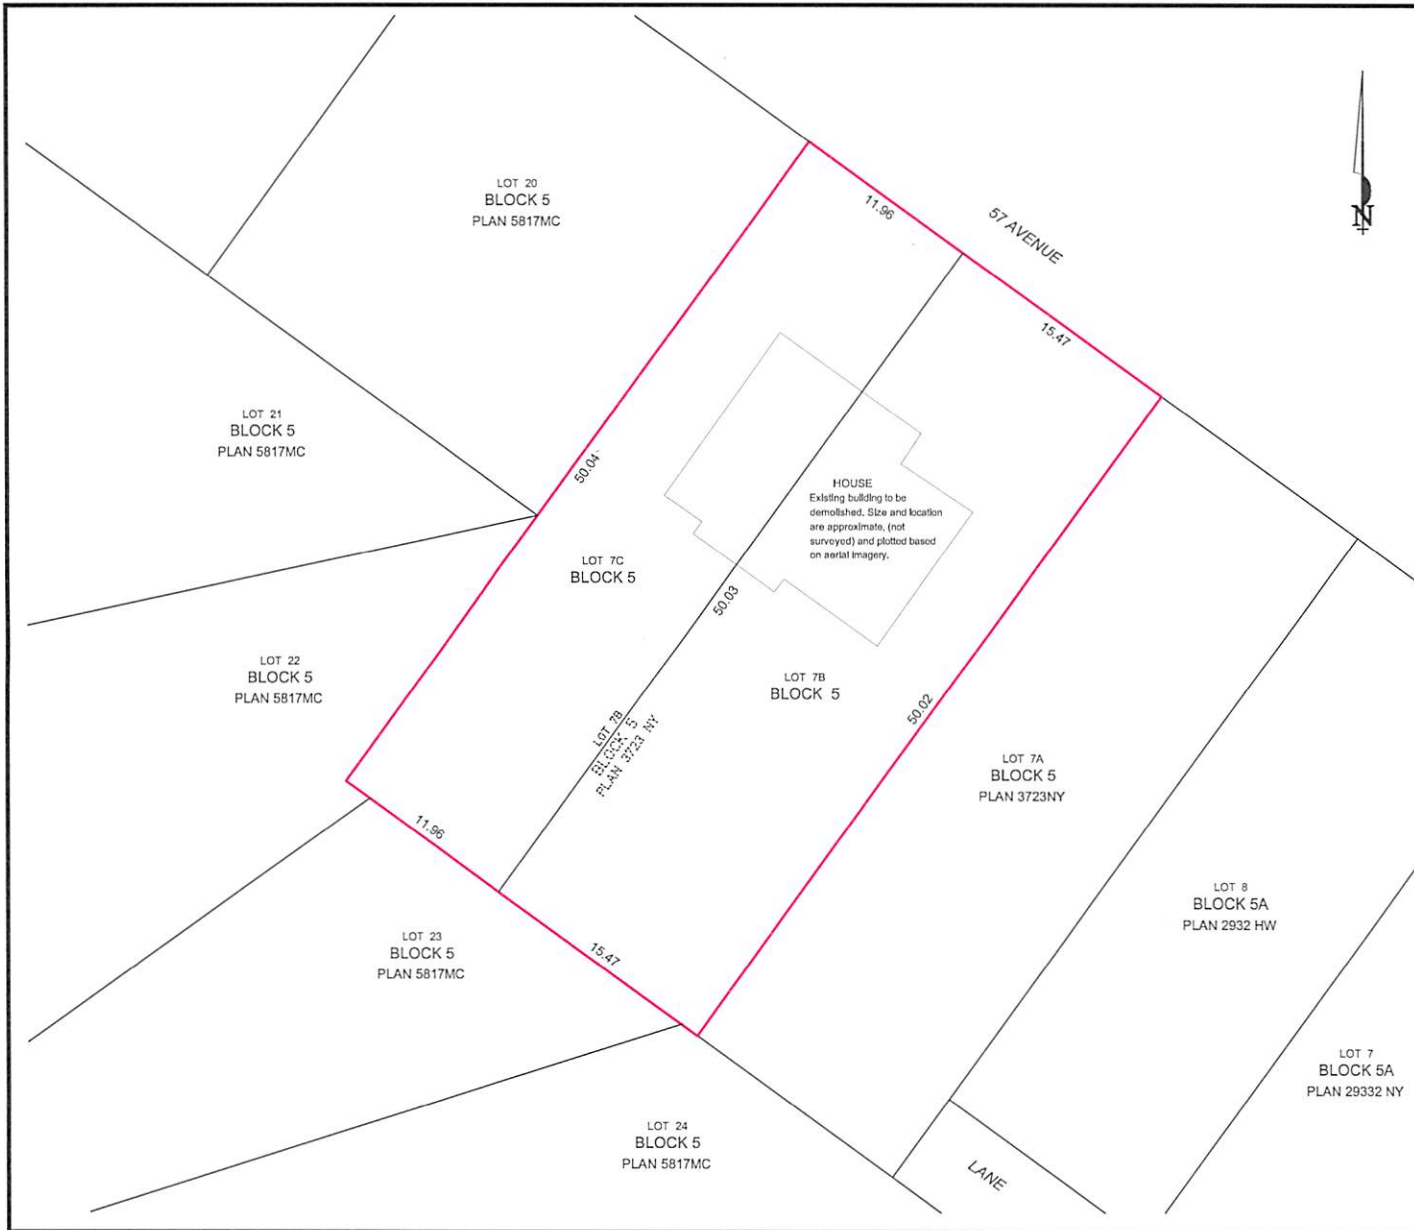 LOT 20
BLOCK 5
PLAN 5817MC
11.96
57 AVENUE
N
15.47
LOT 21
BLOCK 5
PLAN 5817MC
50.04
HOUSE
Existing building to be
demolished. Size and location
are approximate, (not
surveyed) and plotted based
on aerial imagery.
LOT 7C
BLOCK 5
50.03
LOT 22
BLOCK 5
PLAN 5817MC
LOT 7B
BLOCK 5
50.02
LOT 7B
BLOCK 5
PLAN 3723 NY
LOT 7A
BLOCK 5
PLAN 3723NY
11.96
LOT 8
BLOCK 5A
PLAN 2932 HW
LOT 23
BLOCK 5
PLAN 5817MC
15.47
LOT 7
BLOCK 5A
PLAN 29332 NY
LOT 24
BLOCK 5
PLAN 5817MC
LANE